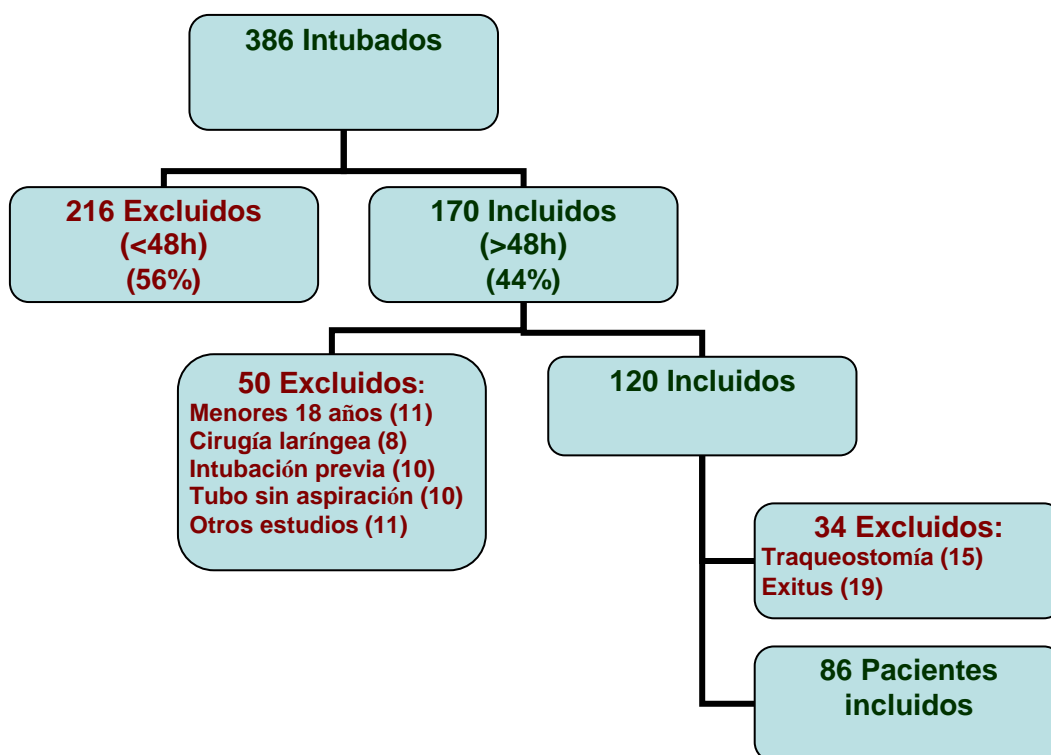 386 Intubados
216 Excluidos
(<48h)
(56%)
170 Incluidos
(>48h)
(44%)
50 Excluidos:
Menores 18 años (11)
Cirugía laríngea (8)
Intubación previa (10)
Tubo sin aspiración (10)
Otros estudios (11)
120 Incluidos
34 Excluidos:
Traqueostomía (15)
Exitus (19)
86 Pacientes
incluidos